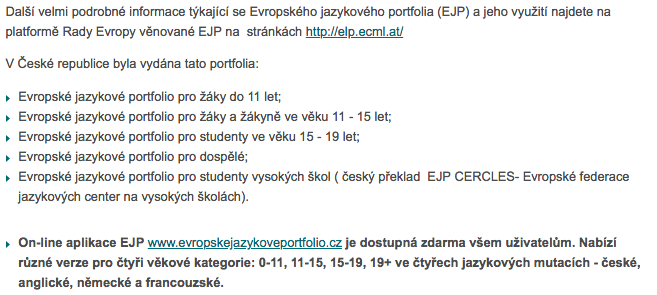 Další velmi podrobné informace týkající se Evropského jazykového portfolia (EJP) a jeho využití najdete na
platformě Rady Evropy věnované EJP na  stránkách http://elp.ecml.at/
V České republice byla vydána tato portfolia:
Evropské jazykové portfolio pro žáky do 11 let;
Evropské jazykové portfolio pro žáky a žákyně ve věku 11 - 15 let;
Evropské jazykové portfolio pro studenty ve věku 15 - 19 let;
Evropské jazykové portfolio pro dospělé;
Evropské jazykové portfolio pro studenty vysokých škol ( český překlad  EJP CERCLES- Evropské federace
jazykových center na vysokých školách).
On-line aplikace EJP www.evropskejazykoveportfolio.cz je dostupná zdarma všem uživatelům. Nabízí
různé verze pro čtyři věkové kategorie: 0-11, 11-15, 15-19, 19+ ve čtyřech jazykových mutacích - české,
anglické, německé a francouzské.